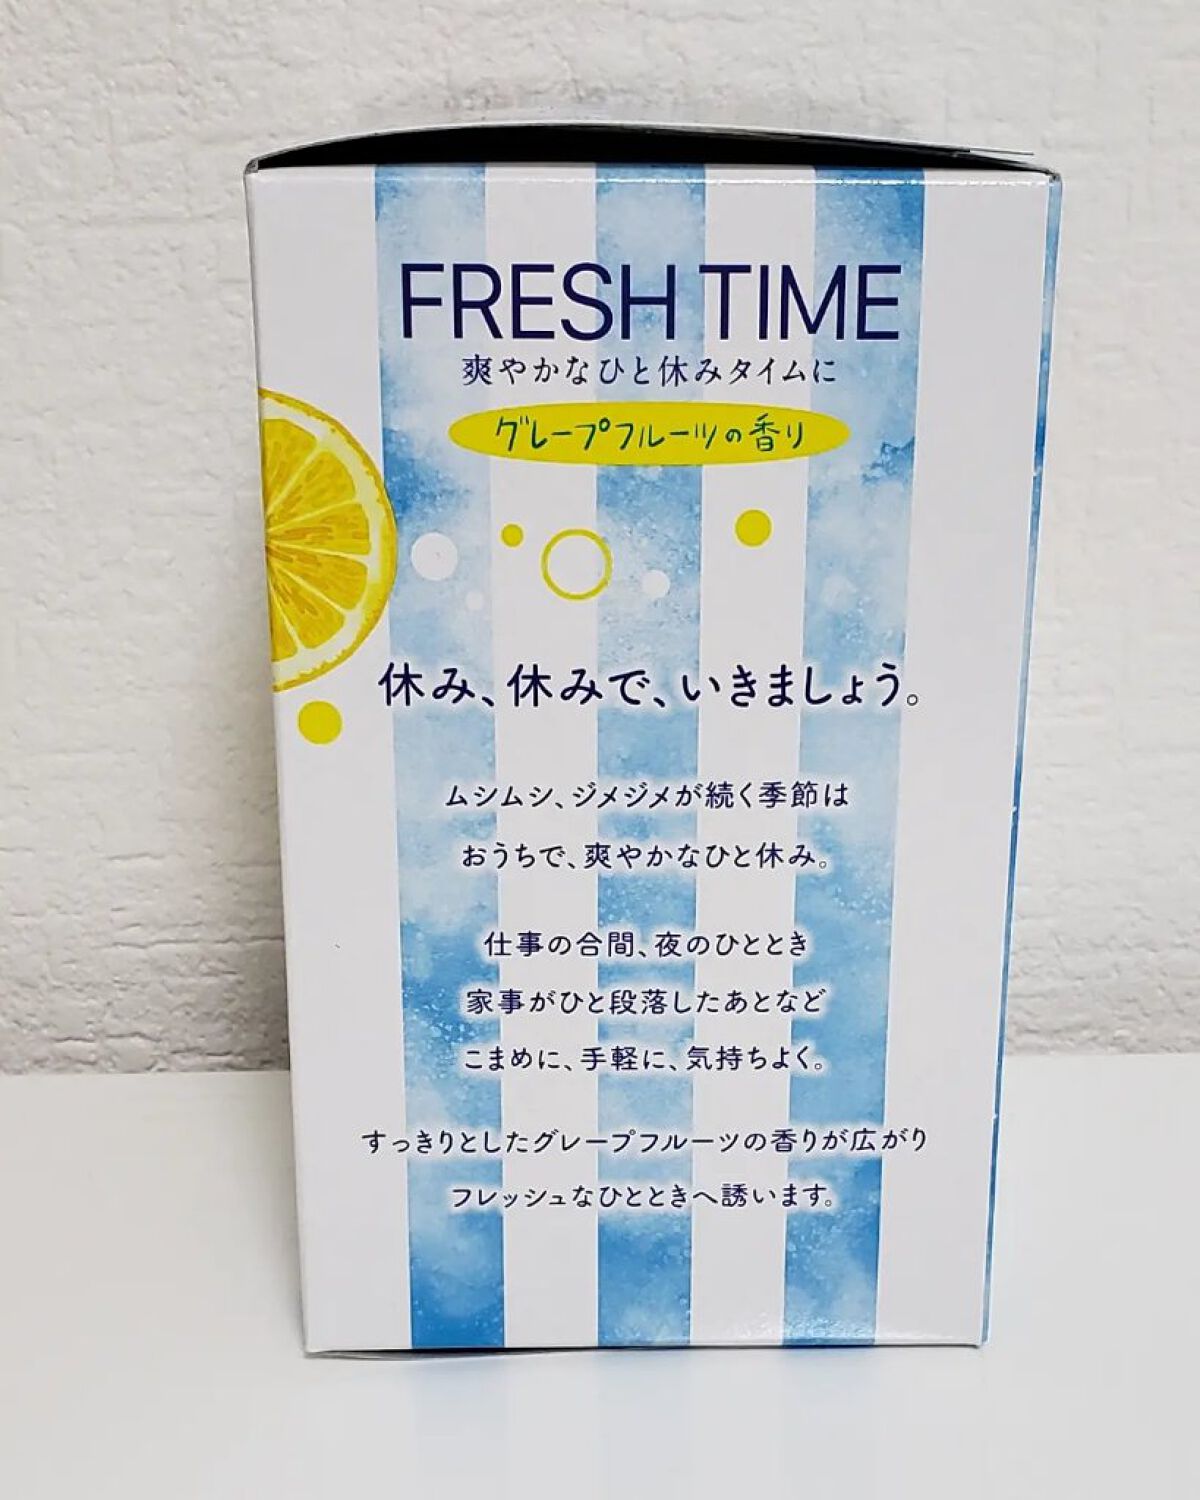 FRESH TIME
爽やかなひと休みタイムに
グレープフルーツの香り
休み、休みで、いきましょう。
ムシムシ、ジメジメが続く季節は
おうちで、爽やかなひと休み。
仕事の合間、夜のひととき
家事がひと段落したあとなど
こまめに、手軽に、気持ちよく。
すっきりとしたグレープフルーツの香りが広がり
フレッシュなひとときへ誘います。